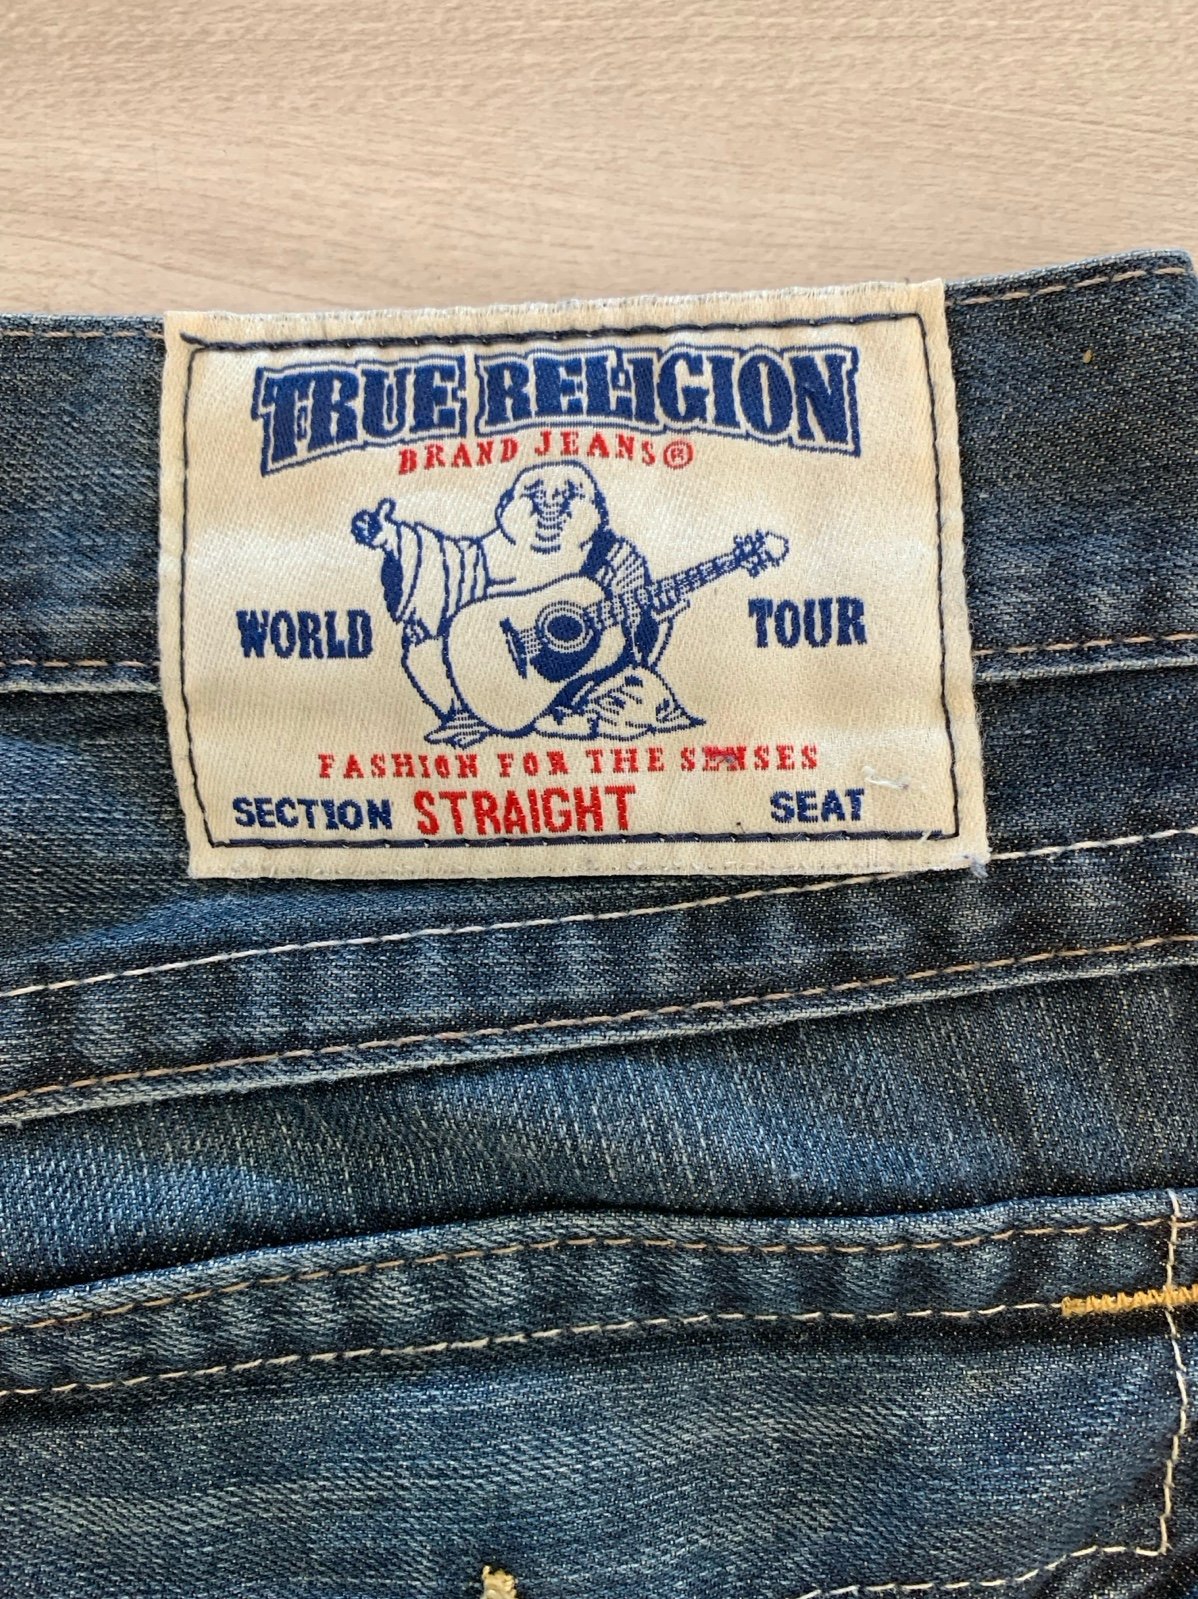 TRUE RELIGION
BRAND JEANS®
WORLD TOUR
FASHION FOR THE SENSES
SECTION STRAIGHT SEAT